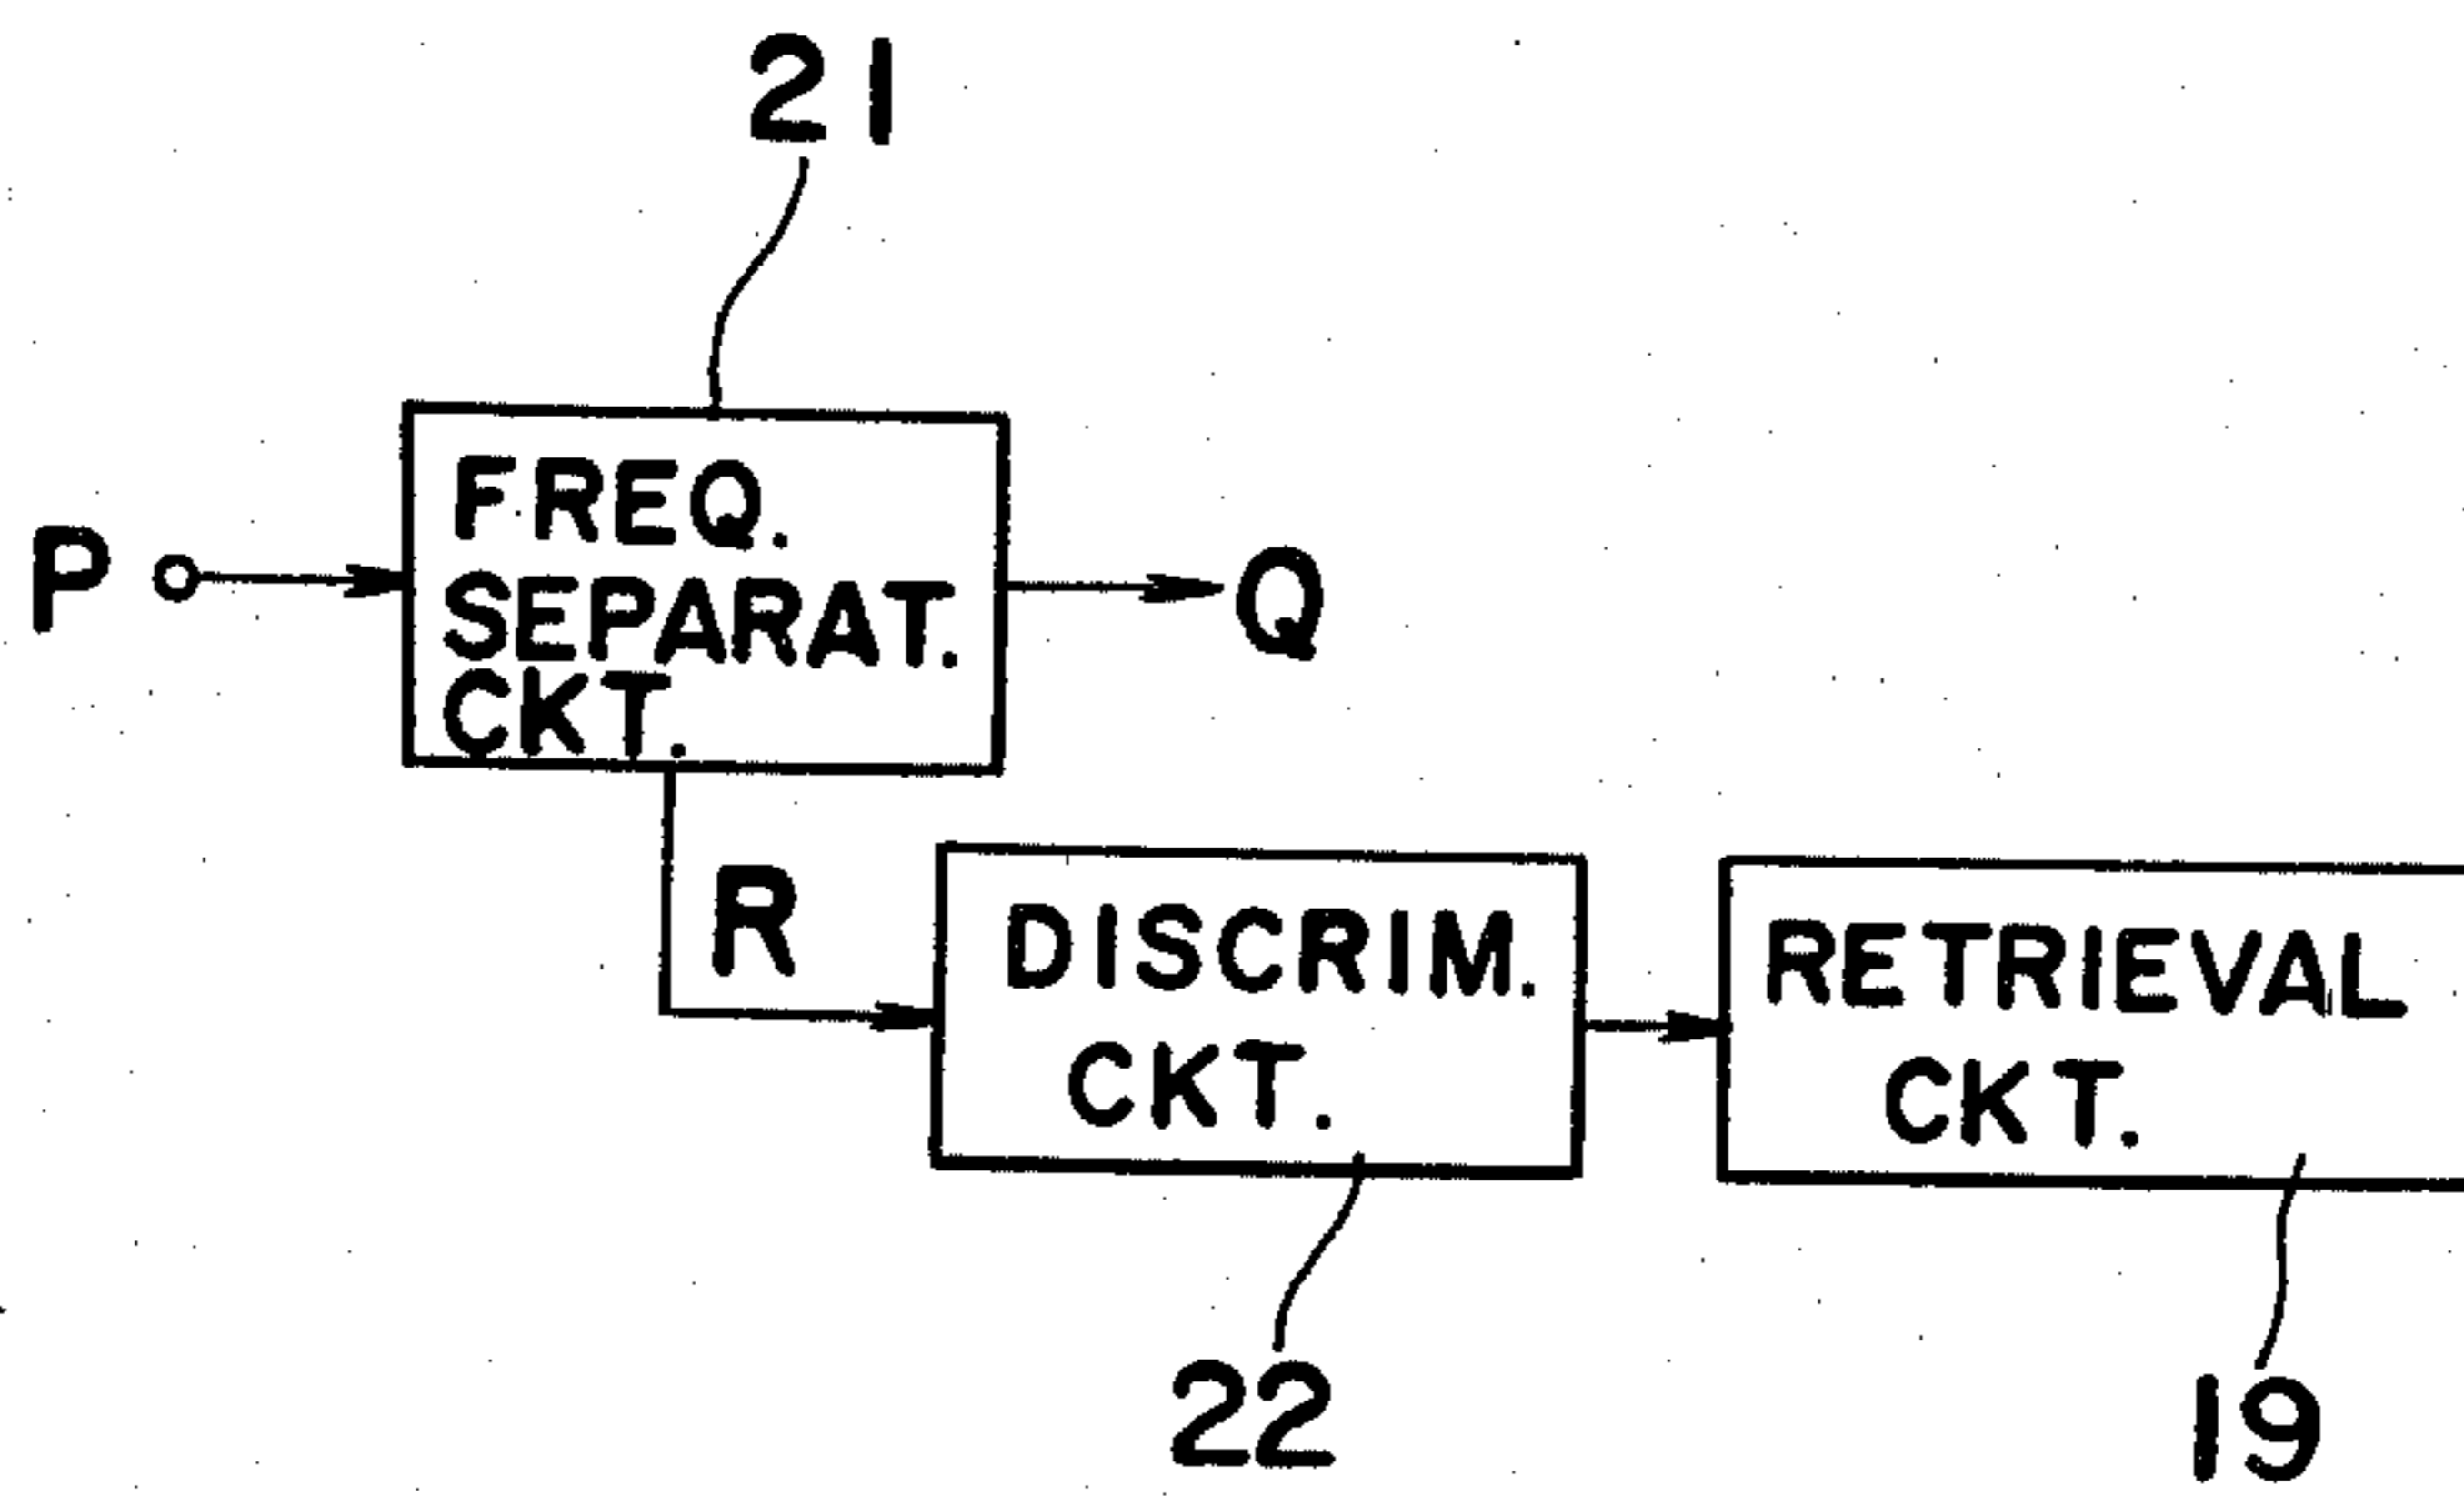 21
P
FREQ.
SEPARAT.
CKT.
Q
R
DISCRIM.
CKT.
RETRIEVAL
CKT.
22
19